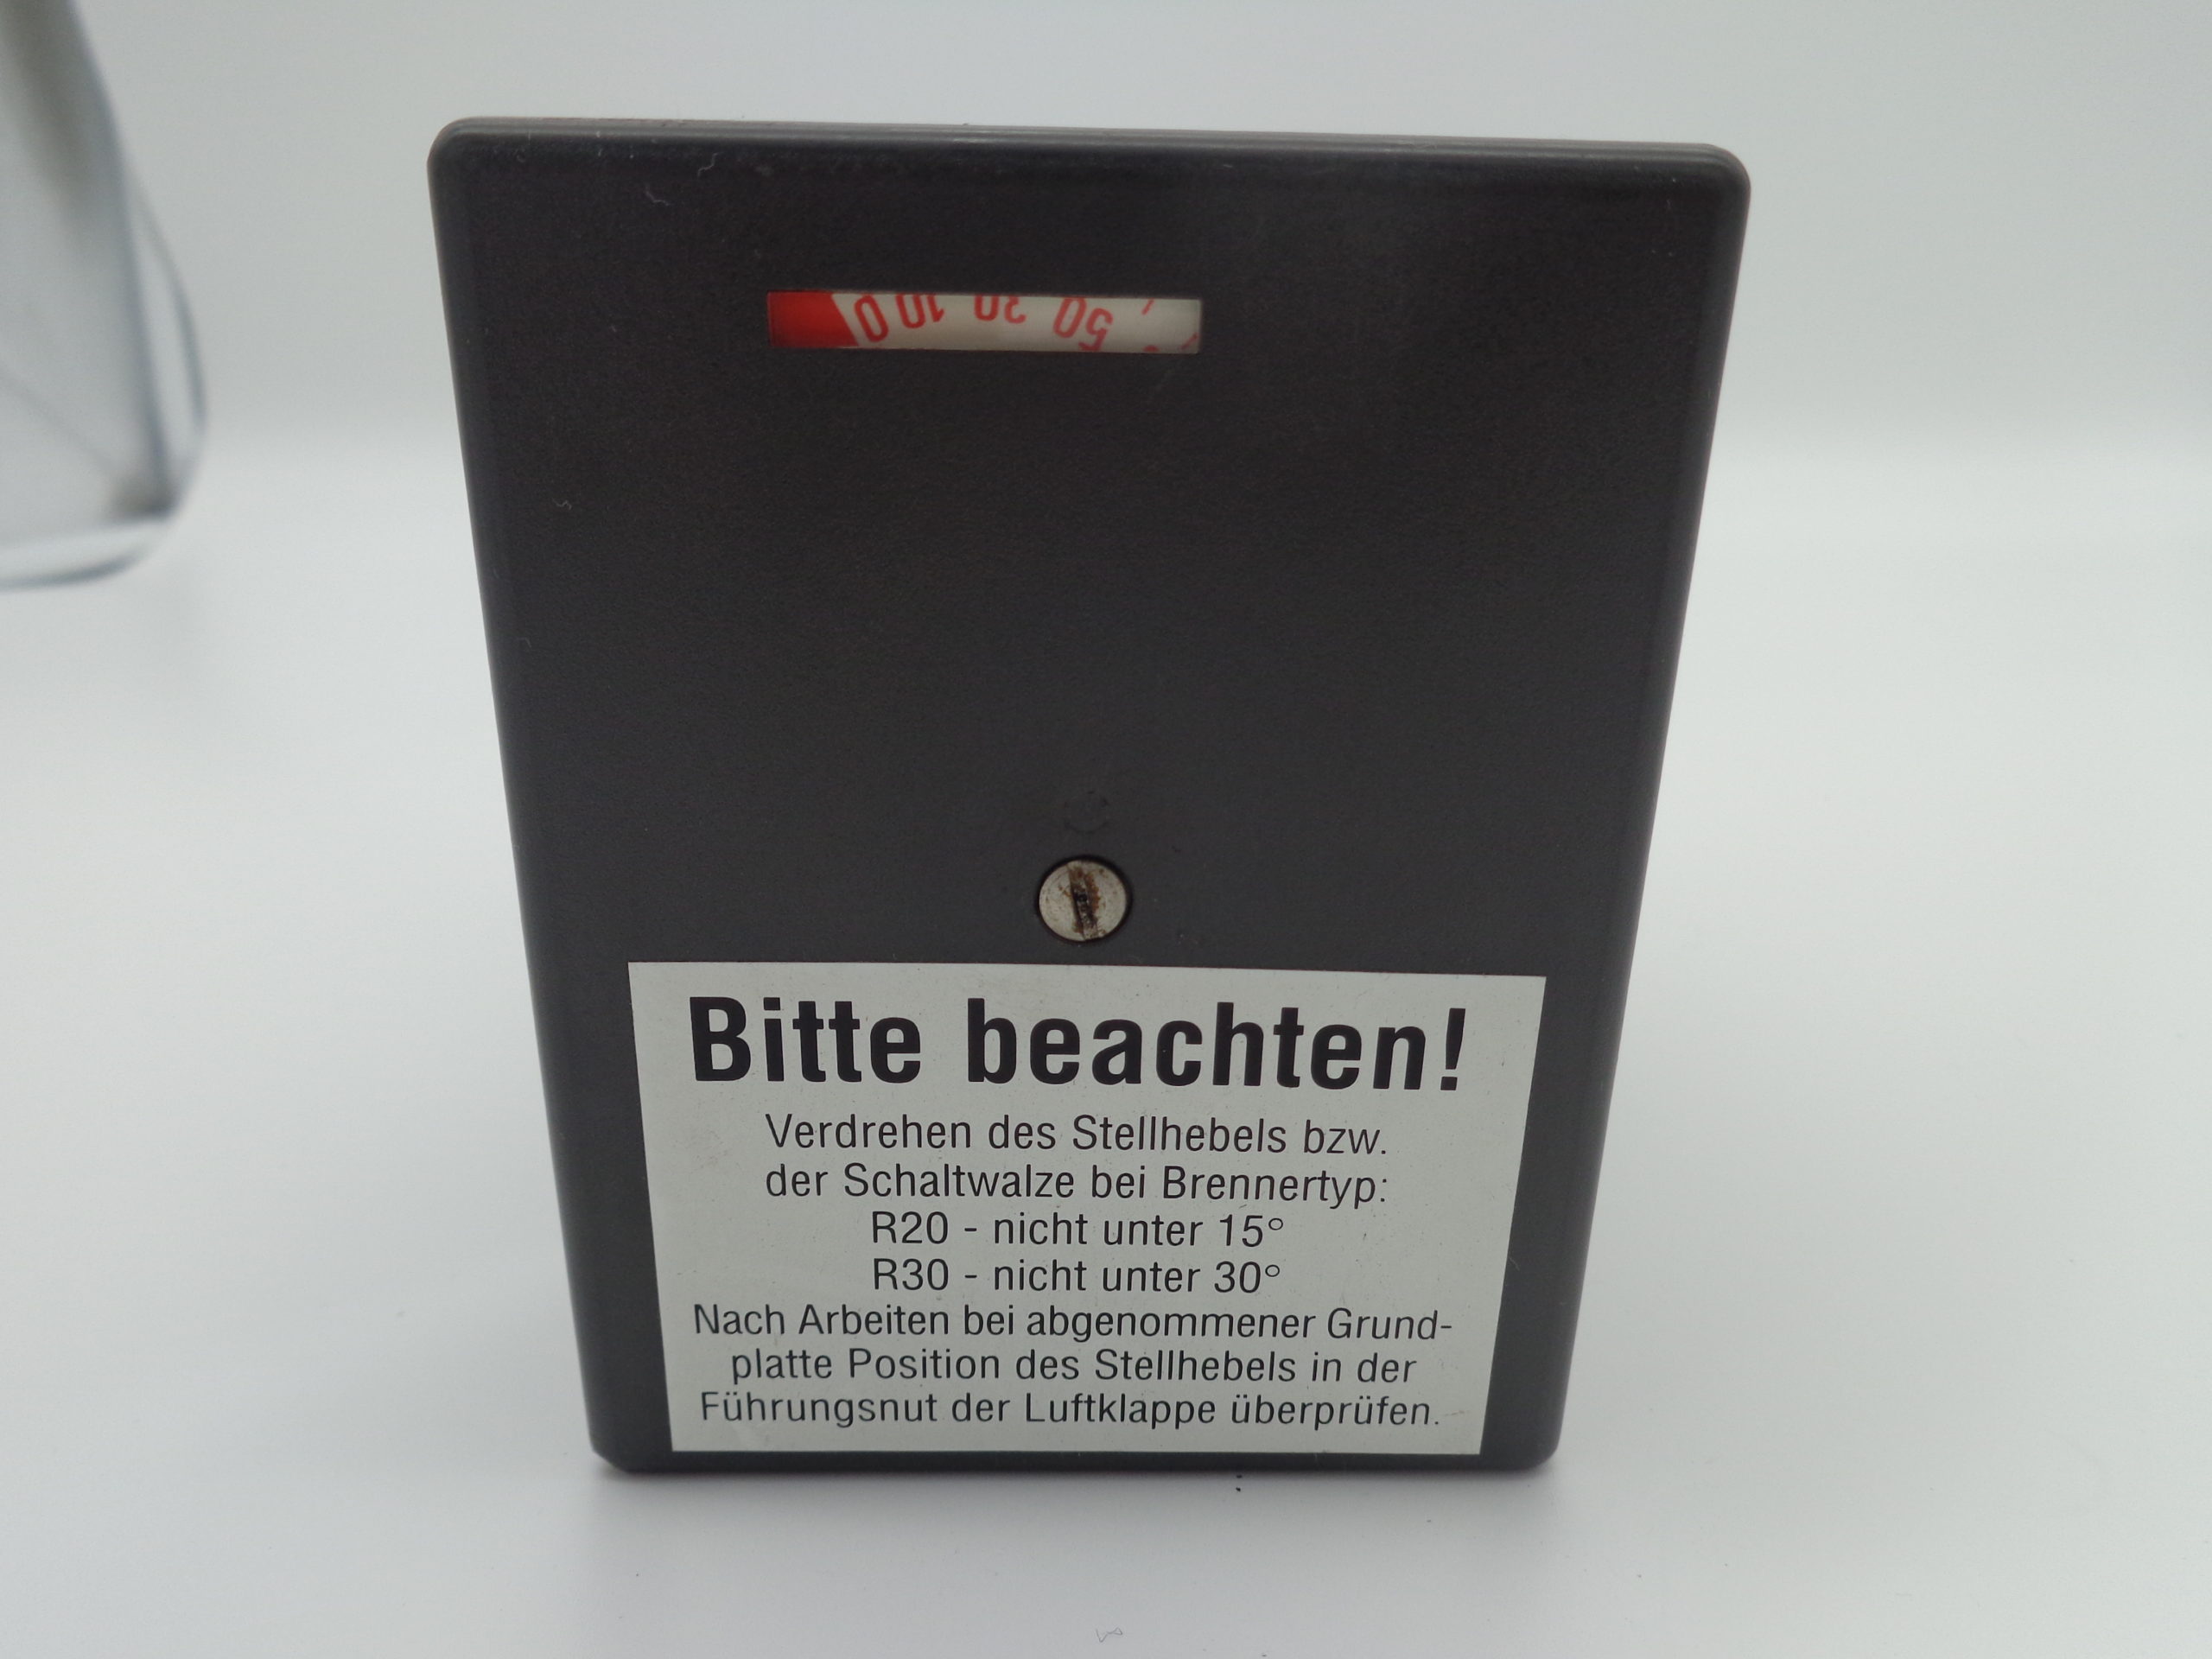 0 10 30 50
Bitte beachten!
Verdrehen des Stellhebels bzw.
der Schaltwalze bei Brennertyp:
R20 - nicht unter 15°
R30 - nicht unter 30°
Nach Arbeiten bei abgenommener Grund-
platte Position des Stellhebels in der
Führungsnut der Luftklappe überprüfen.